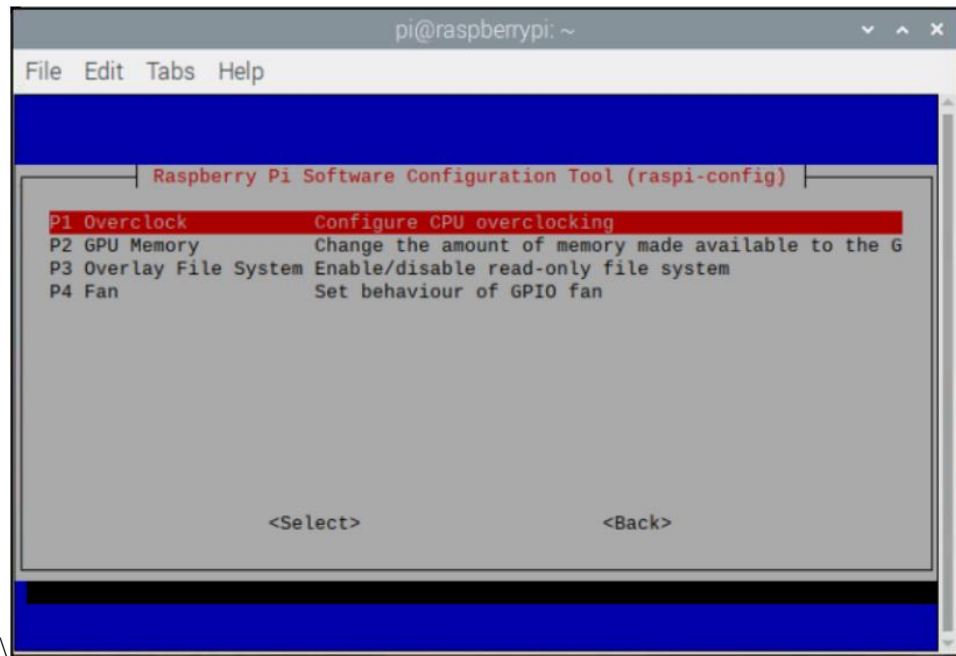 pi@raspberrypi: ~
File Edit Tabs Help
Raspberry Pi Software Configuration Tool (raspi-config)
P1 Overclock Configure CPU overclocking
P2 GPU Memory Change the amount of memory made available to the G
P3 Overlay File System Enable/disable read-only file system
P4 Fan Set behaviour of GPIO fan
<Select> <Back>
\